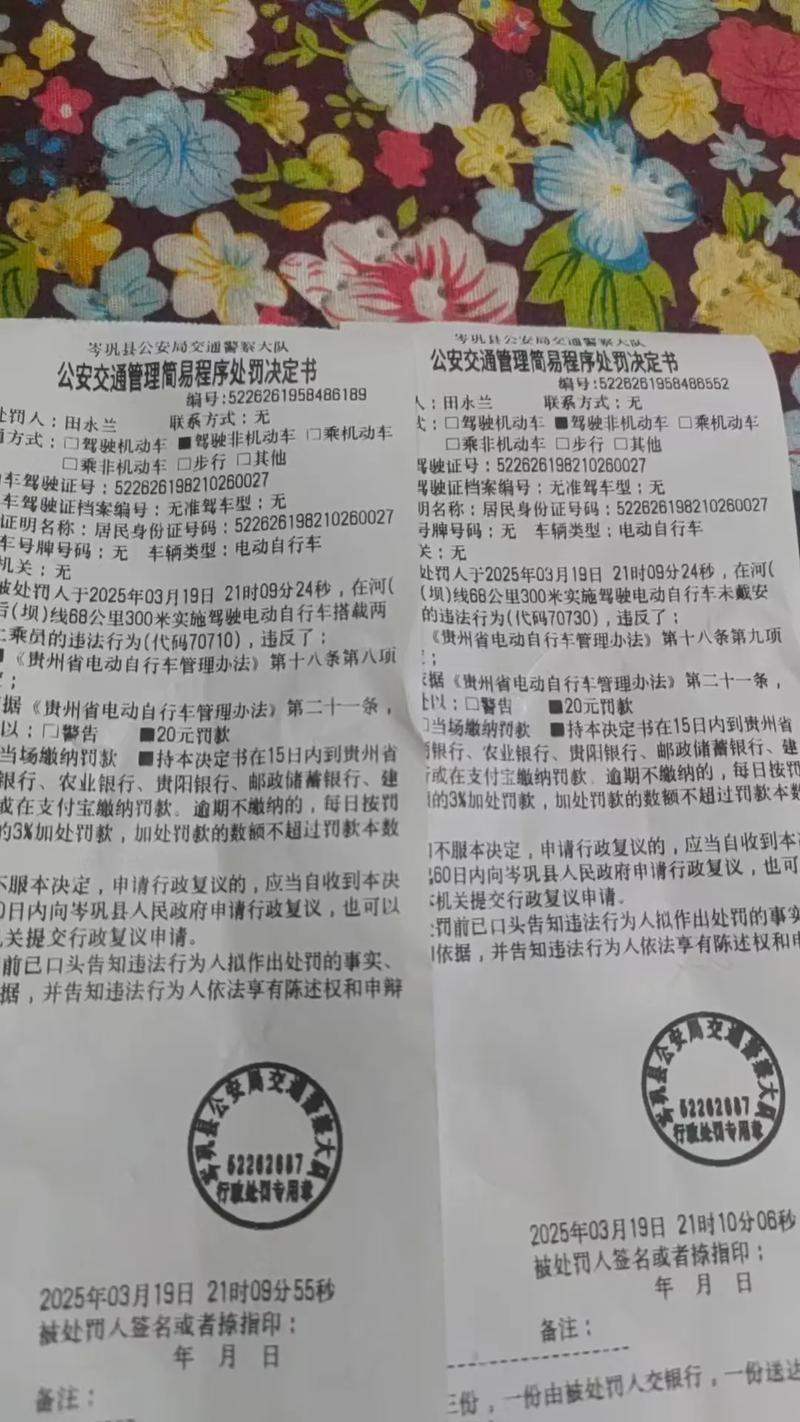 岑巩县公安局交通警察大队
公安交通管理简易程序处罚决定书
编号:5226261958486189
处罚人：田永兰 联系方式：无
方式：□驾驶机动车 ■驾驶非机动车 □乘机动车
□乘非机动车 □步行 □其他
车驾驶证号：522626198210260027
车驾驶证档案编号：无准驾车型：无
证明名称：居民身份证号码：522626198210260027
车号牌号码：无 车辆类型：电动自行车
机关：无
被处罚人于2025年03月19日 21时09分24秒，在河(
后(坝)线68公里300米实施驾驶电动自行车搭载两
乘员的违法行为(代码70710)，违反了；
《贵州省电动自行车管理办法》第十八条第八项
；
据《贵州省电动自行车管理办法》第二十一条，
以：□警告 ■20元罚款
当场缴纳罚款 ■持本决定书在15日内到贵州省
银行、农业银行、贵阳银行、邮政储蓄银行、建
或在支付宝缴纳罚款。逾期不缴纳的，每日按罚
的3%加处罚款，加处罚款的数额不超过罚款本数
不服本决定，申请行政复议的，应当自收到本决
0日内向岑巩县人民政府申请行政复议，也可以
机关提交行政复议申请。
前已口头告知违法行为人拟作出处罚的事实、
据，并告知违法行为人依法享有陈述权和申辩
岑巩县公安局交通警察大队
52262687
行政处罚专用章
2025年03月19日 21时09分55秒
被处罚人签名或者捺指印：
年 月 日
备注：
岑巩县公安局交通警察大队
公安交通管理简易程序处罚决定书
编号:5226261958486552
人：田永兰 联系方式：无
式：□驾驶机动车 ■驾驶非机动车 □乘机动车
□乘非机动车 □步行 □其他
驾驶证号：522626198210260027
驾驶证档案编号：无准驾车型：无
明名称：居民身份证号码：522626198210260027
号牌号码：无 车辆类型：电动自行车
关：无
处罚人于2025年03月19日 21时09分24秒，在河(
(坝)线68公里300米实施驾驶电动自行车未戴安
的违法行为(代码70730)，违反了；
《贵州省电动自行车管理办法》第十八条第九项
；
据《贵州省电动自行车管理办法》第二十一条，
处以：□警告 ■20元罚款
□当场缴纳罚款 ■持本决定书在15日内到贵州省
银行、农业银行、贵阳银行、邮政储蓄银行、建
或在支付宝缴纳罚款。逾期不缴纳的，每日按罚
的3%加处罚款，加处罚款的数额不超过罚款本数
不服本决定，申请行政复议的，应当自收到本
60日内向岑巩县人民政府申请行政复议，也可
机关提交行政复议申请。
罚前已口头告知违法行为人拟作出处罚的事实
依据，并告知违法行为人依法享有陈述权和申
岑巩县公安局交通警察大队
52262687
行政处罚专用章
2025年03月19日 21时10分06秒
被处罚人签名或者捺指印：
年 月 日
备注：
三份，一份由被处罚人交银行，一份送达